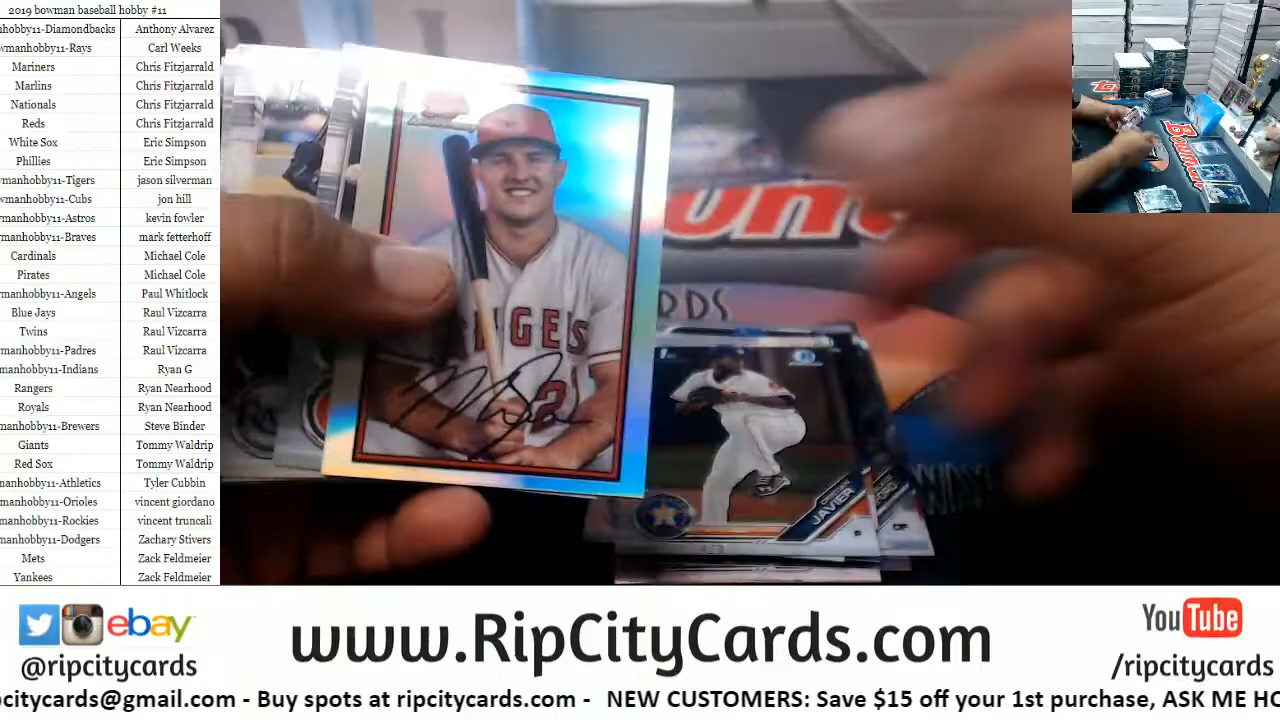 2019 bowman baseball hobby #11
hobby11-Diamondbacks Anthony Alvarez
wmanhobby11-Rays Carl Weeks
Mariners Chris Fitzjarrald
Marlins Chris Fitzjarrald
Nationals Chris Fitzjarrald
Reds Chris Fitzjarrald
White Sox Eric Simpson
Phillies Eric Simpson
wmanhobby11-Tigers jason silverman
manhobby11-Cubs jon hill
manhobby11-Astros kevin fowler
manhobby11-Braves mark fetterhoff
Cardinals Michael Cole
Pirates Michael Cole
manhobby11-Angels Paul Whitlock
Blue Jays Raul Vizcarra
Twins Raul Vizcarra
manhobby11-Padres Raul Vizcarra
manhobby11-Indians Ryan G
Rangers Ryan Nearhood
Royals Ryan Nearhood
manhobby11-Brewers Steve Binder
Giants Tommy Waldrip
Red Sox Tommy Waldrip
manhobby11-Athletics Tyler Cubbin
manhobby11-Orioles vincent giordano
manhobby11-Rockies vincent truncali
manhobby11-Dodgers Zachary Stivers
Mets Zack Feldmeier
Yankees Zack Feldmeier
NGELS
2
JAVIER
BOWMAN
ebay
@ripcitycards
www.RipCityCards.com
YouTube
/ripcitycards
pcitycards@gmail.com - Buy spots at ripcitycards.com - NEW CUSTOMERS: Save $15 off your 1st purchase, ASK ME HO